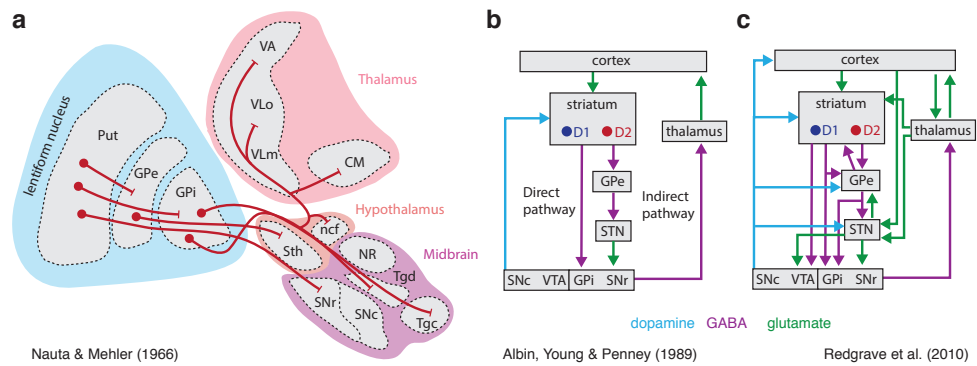 a
lentiform nucleus
Put
GPe
GPi
VA
VLo
VLm
CM
Thalamus
Hypothalamus
Sth
ncf
Midbrain
NR
Tgd
SNr
SNc
Tgc
Nauta & Mehler (1966)
b
cortex
striatum
D1
D2
thalamus
GPe
Direct
pathway
Indirect
pathway
STN
SNc VTA GPi SNr
Albin, Young & Penney (1989)
c
cortex
striatum
D1
D2
thalamus
GPe
STN
SNc VTA GPi SNr
dopamine GABA glutamate
Redgrave et al. (2010)